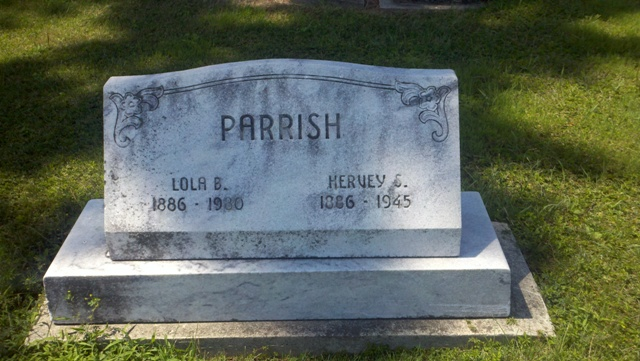 PARRISH
LOLA B. HERVEY S.
1886 - 1980 1886 - 1945